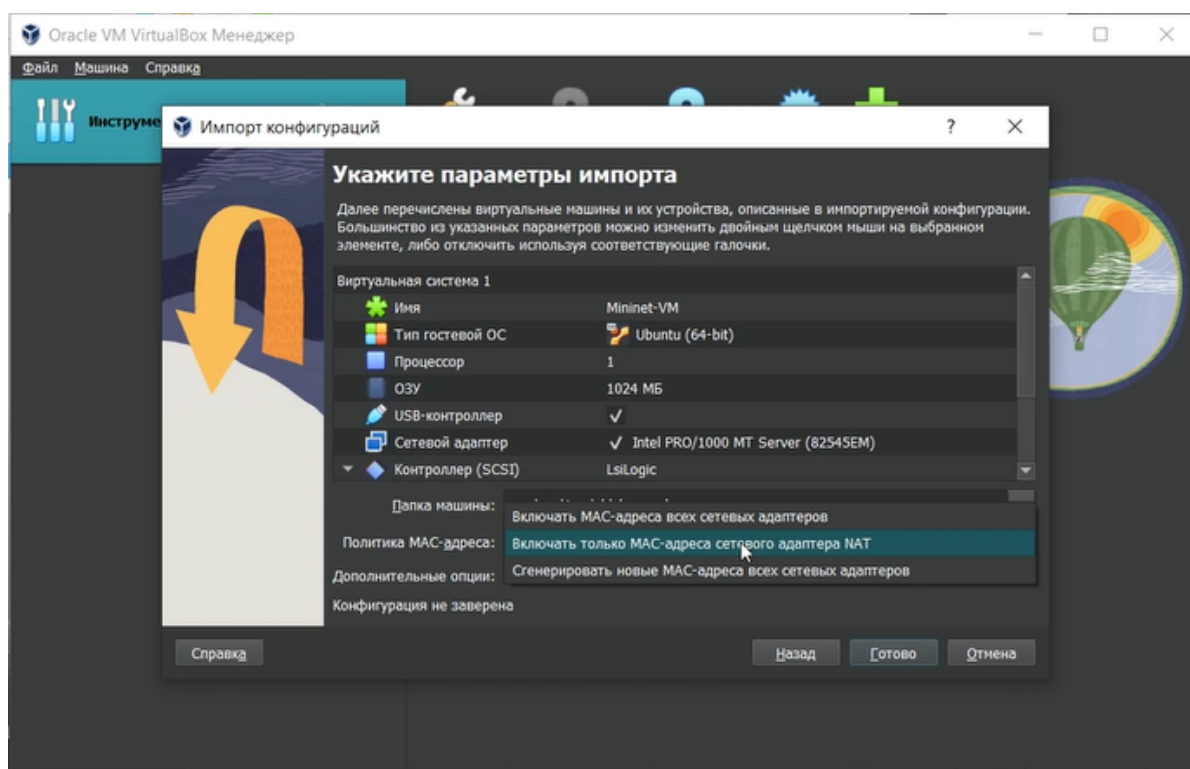 Oracle VM VirtualBox Менеджер
Файл Машина Справка
Инструме
Импорт конфигураций
?
Укажите параметры импорта
Далее перечислены виртуальные машины и их устройства, описанные в импортируемой конфигурации.
Большинство из указанных параметров можно изменить двойным щелчком мыши на выбранном
элементе, либо отключить используя соответствующие галочки.
Виртуальная система 1
Имя Mininet-VM
Тип гостевой ОС Ubuntu (64-bit)
Процессор 1
ОЗУ 1024 МБ
USB-контроллер
Сетевой адаптер Intel PRO/1000 MT Server (82545EM)
Контроллер (SCSI) LsiLogic
Папка машины:
Включать MAC-адреса всех сетевых адаптеров
Политика MAC-адреса: Включать только MAC-адреса сетевого адаптера NAT
Дополнительные опции: Сгенерировать новые MAC-адреса всех сетевых адаптеров
Конфигурация не заверена
Справка Назад Готово Отмена